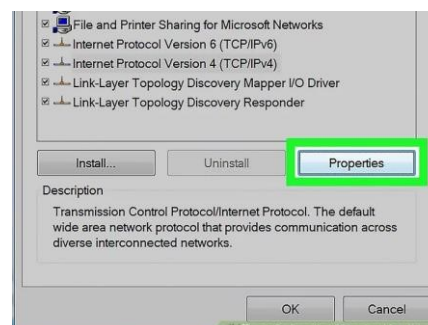 File and Printer Sharing for Microsoft Networks
Internet Protocol Version 6 (TCP/IPv6)
Internet Protocol Version 4 (TCP/IPv4)
Link-Layer Topology Discovery Mapper I/O Driver
Link-Layer Topology Discovery Responder
Install... Uninstall Properties
Description
Transmission Control Protocol/Internet Protocol. The default
wide area network protocol that provides communication across
diverse interconnected networks.
OK Cancel